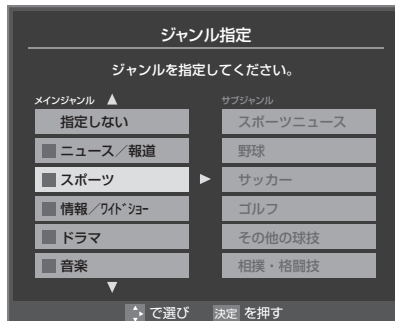 ジャンル指定
ジャンルを指定してください。
メインジャンル
指定しない
ニュース／報道
スポーツ
情報／ﾜｲﾄﾞｼｮｰ
ドラマ
音楽
サブジャンル
スポーツニュース
野球
サッカー
ゴルフ
その他の球技
相撲・格闘技
で選び 決定 を押す